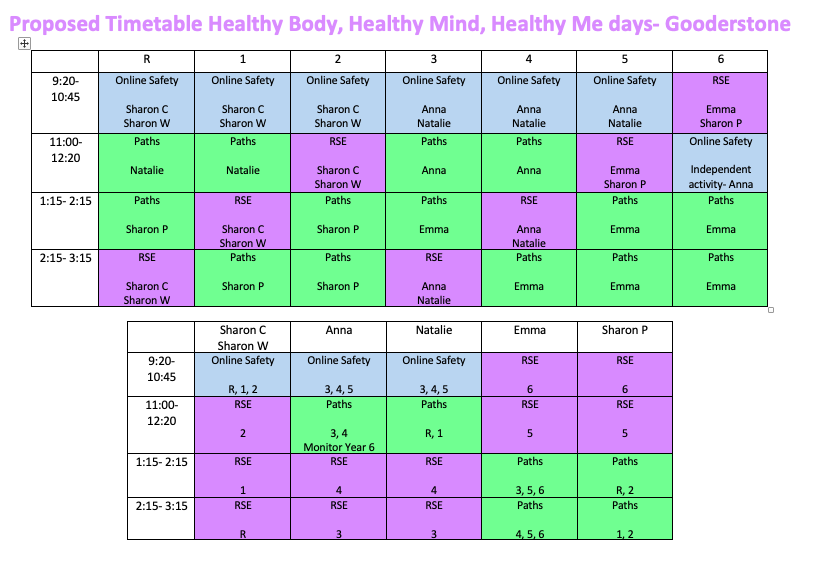 Proposed Timetable Healthy Body, Healthy Mind, Healthy Me days- Gooderstone
R 1 2 3 4 5 6
9:20- Online Safety Online Safety Online Safety Online Safety Online Safety Online Safety RSE
10:45
Sharon C Sharon C Sharon C Anna Anna Anna Emma
Sharon W Sharon W Sharon W Natalie Natalie Natalie Sharon P
11:00- Paths Paths RSE Paths Paths RSE Online Safety
12:20
Natalie Natalie Sharon C Anna Anna Emma Independent
Sharon W Sharon P activity- Anna
1:15- 2:15 Paths RSE Paths Paths RSE Paths Paths
Sharon P Sharon C Sharon P Emma Anna Emma Emma
Sharon W Natalie
2:15- 3:15 RSE Paths Paths RSE Paths Paths Paths
Sharon C Sharon P Sharon P Anna Emma Emma Emma
Sharon W Natalie
Sharon C Anna Natalie Emma Sharon P
Sharon W
9:20- Online Safety Online Safety Online Safety RSE RSE
10:45
R, 1, 2 3, 4, 5 3, 4, 5 6 6
11:00- RSE Paths Paths RSE RSE
12:20
2 3, 4 R, 1 5 5
Monitor Year 6
1:15- 2:15 RSE RSE RSE Paths Paths
1 4 4 3, 5, 6 R, 2
2:15- 3:15 RSE RSE RSE Paths Paths
R 3 3 4, 5, 6 1, 2